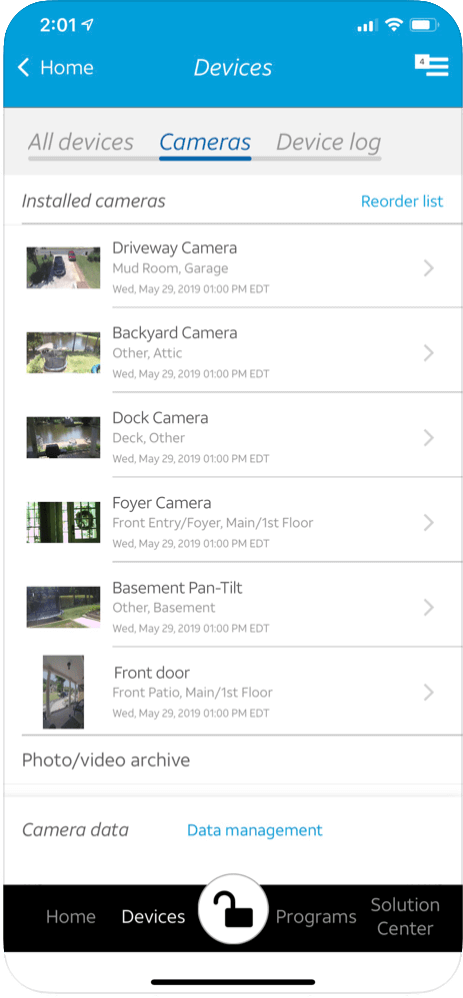 2:01
Home
Devices
4
All devices
Cameras
Device log
Installed cameras
Reorder list
Driveway Camera
Mud Room, Garage
Wed, May 29, 2019 01:00 PM EDT
Backyard Camera
Other, Attic
Wed, May 29, 2019 01:00 PM EDT
Dock Camera
Deck, Other
Wed, May 29, 2019 01:00 PM EDT
Foyer Camera
Front Entry/Foyer, Main/1st Floor
Wed, May 29, 2019 01:00 PM EDT
Basement Pan-Tilt
Other, Basement
Wed, May 29, 2019 01:00 PM EDT
Front door
Front Patio, Main/1st Floor
Wed, May 29, 2019 01:00 PM EDT
Photo/video archive
Camera data
Data management
Home
Devices
Programs
Solution
Center